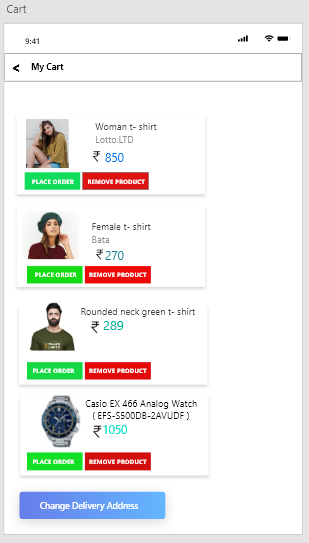 Cart
9:41
< My Cart
Woman t- shirt
Lotto.LTD
₹ 850
PLACE ORDER REMOVE PRODUCT
Female t- shirt
Bata
₹ 270
PLACE ORDER REMOVE PRODUCT
Rounded neck green t- shirt
₹ 289
PLACE ORDER REMOVE PRODUCT
Casio EX 466 Analog Watch
( EFS-S500DB-2AVUDF )
₹ 1050
PLACE ORDER REMOVE PRODUCT
Change Delivery Address